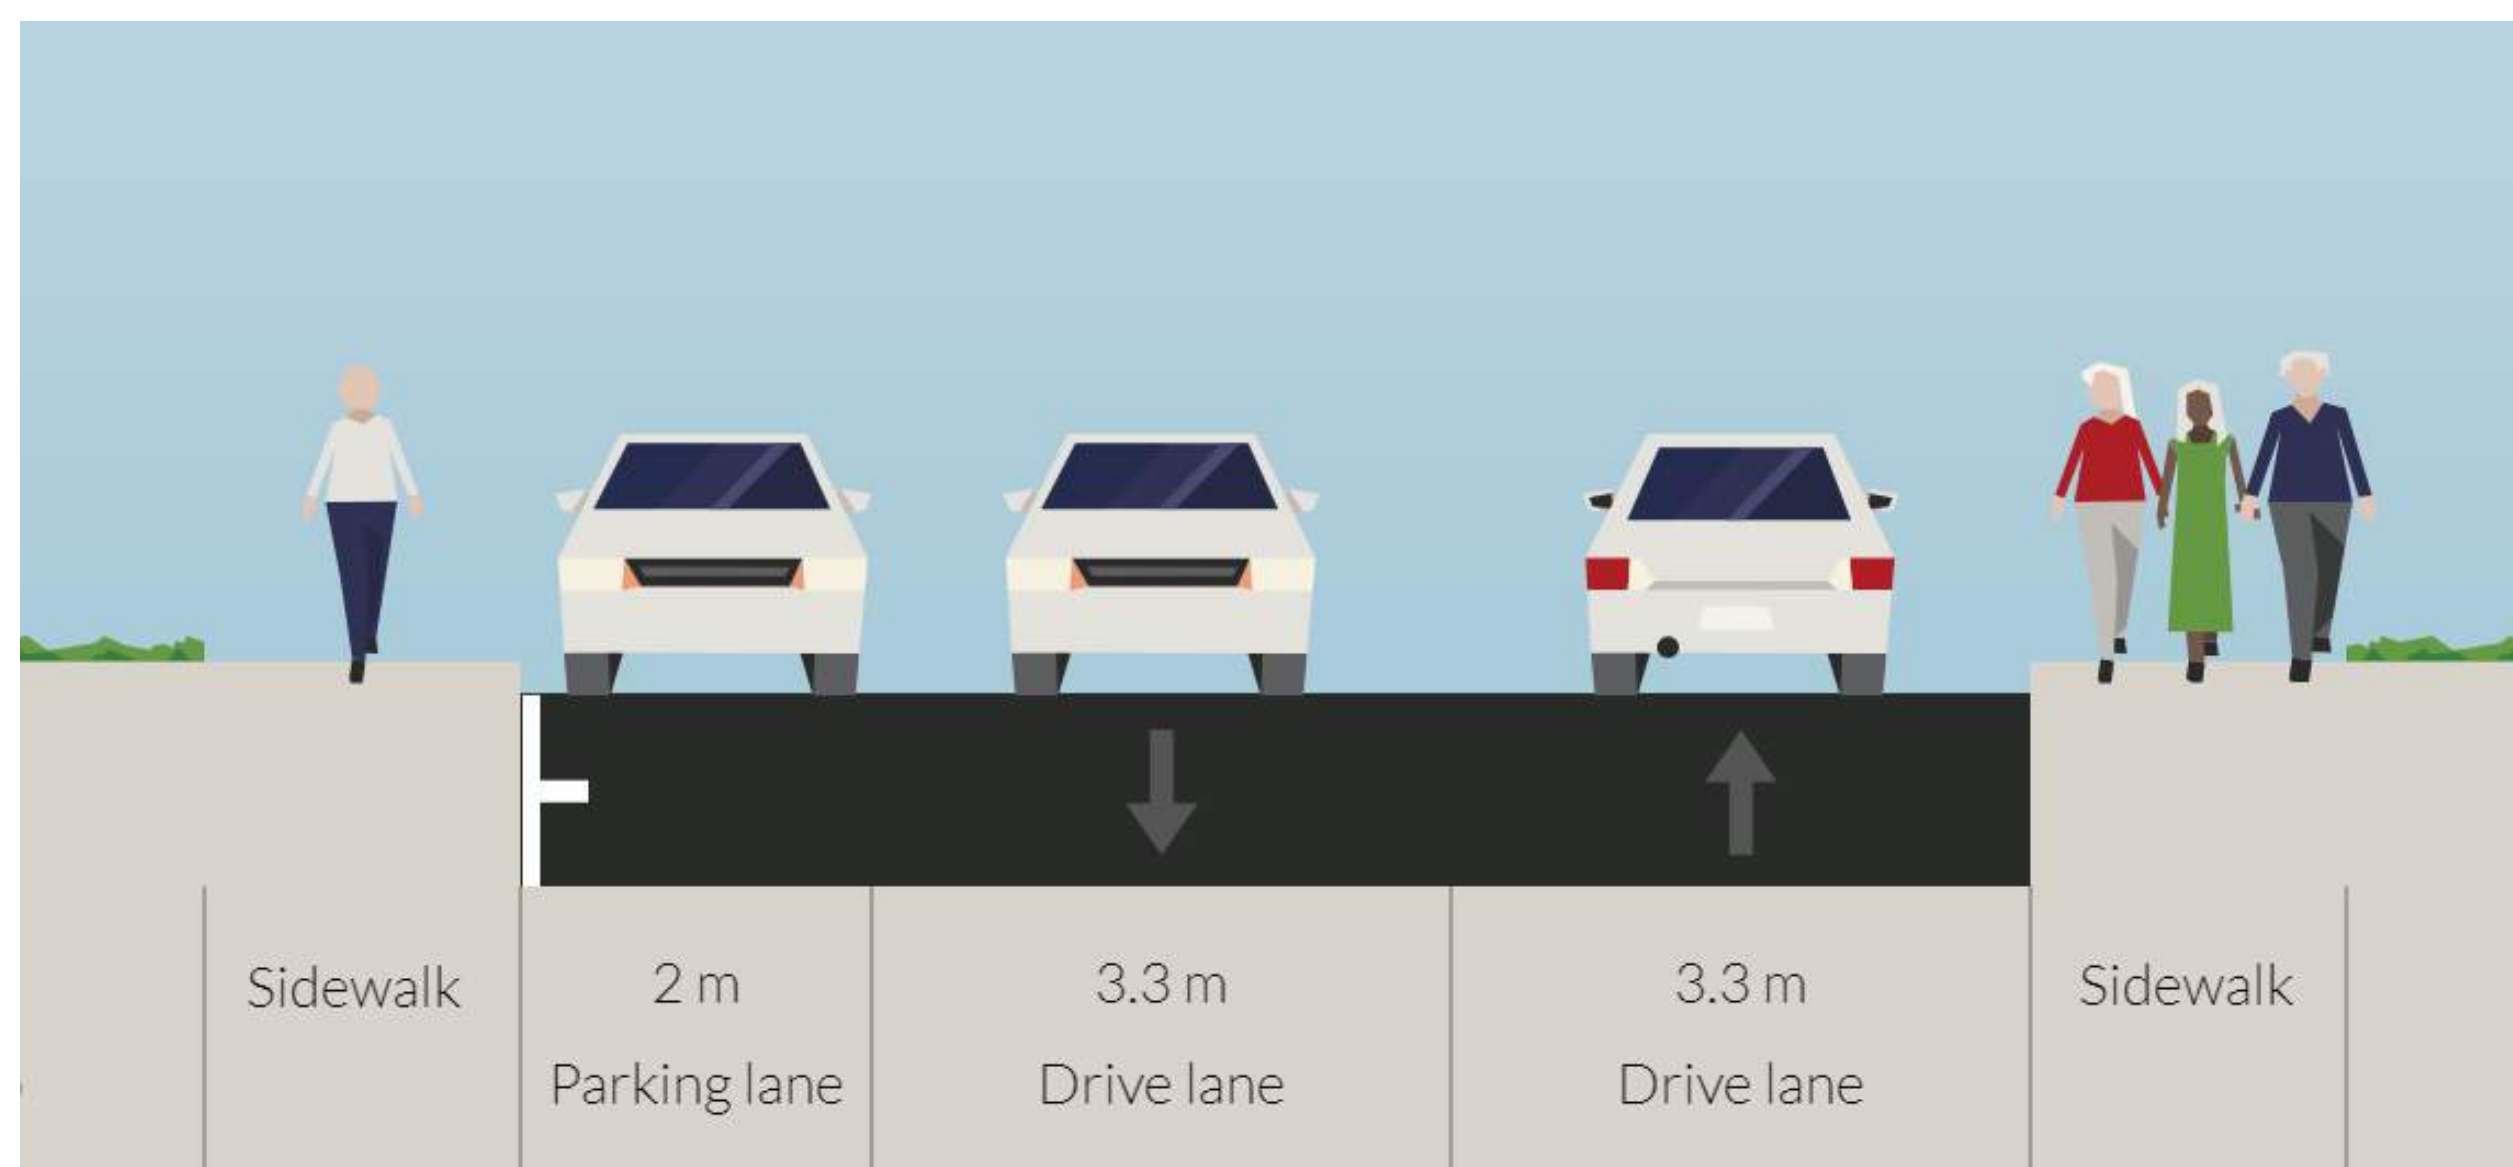 Sidewalk
2 m
Parking lane
3.3 m
Drive lane
3.3 m
Drive lane
Sidewalk